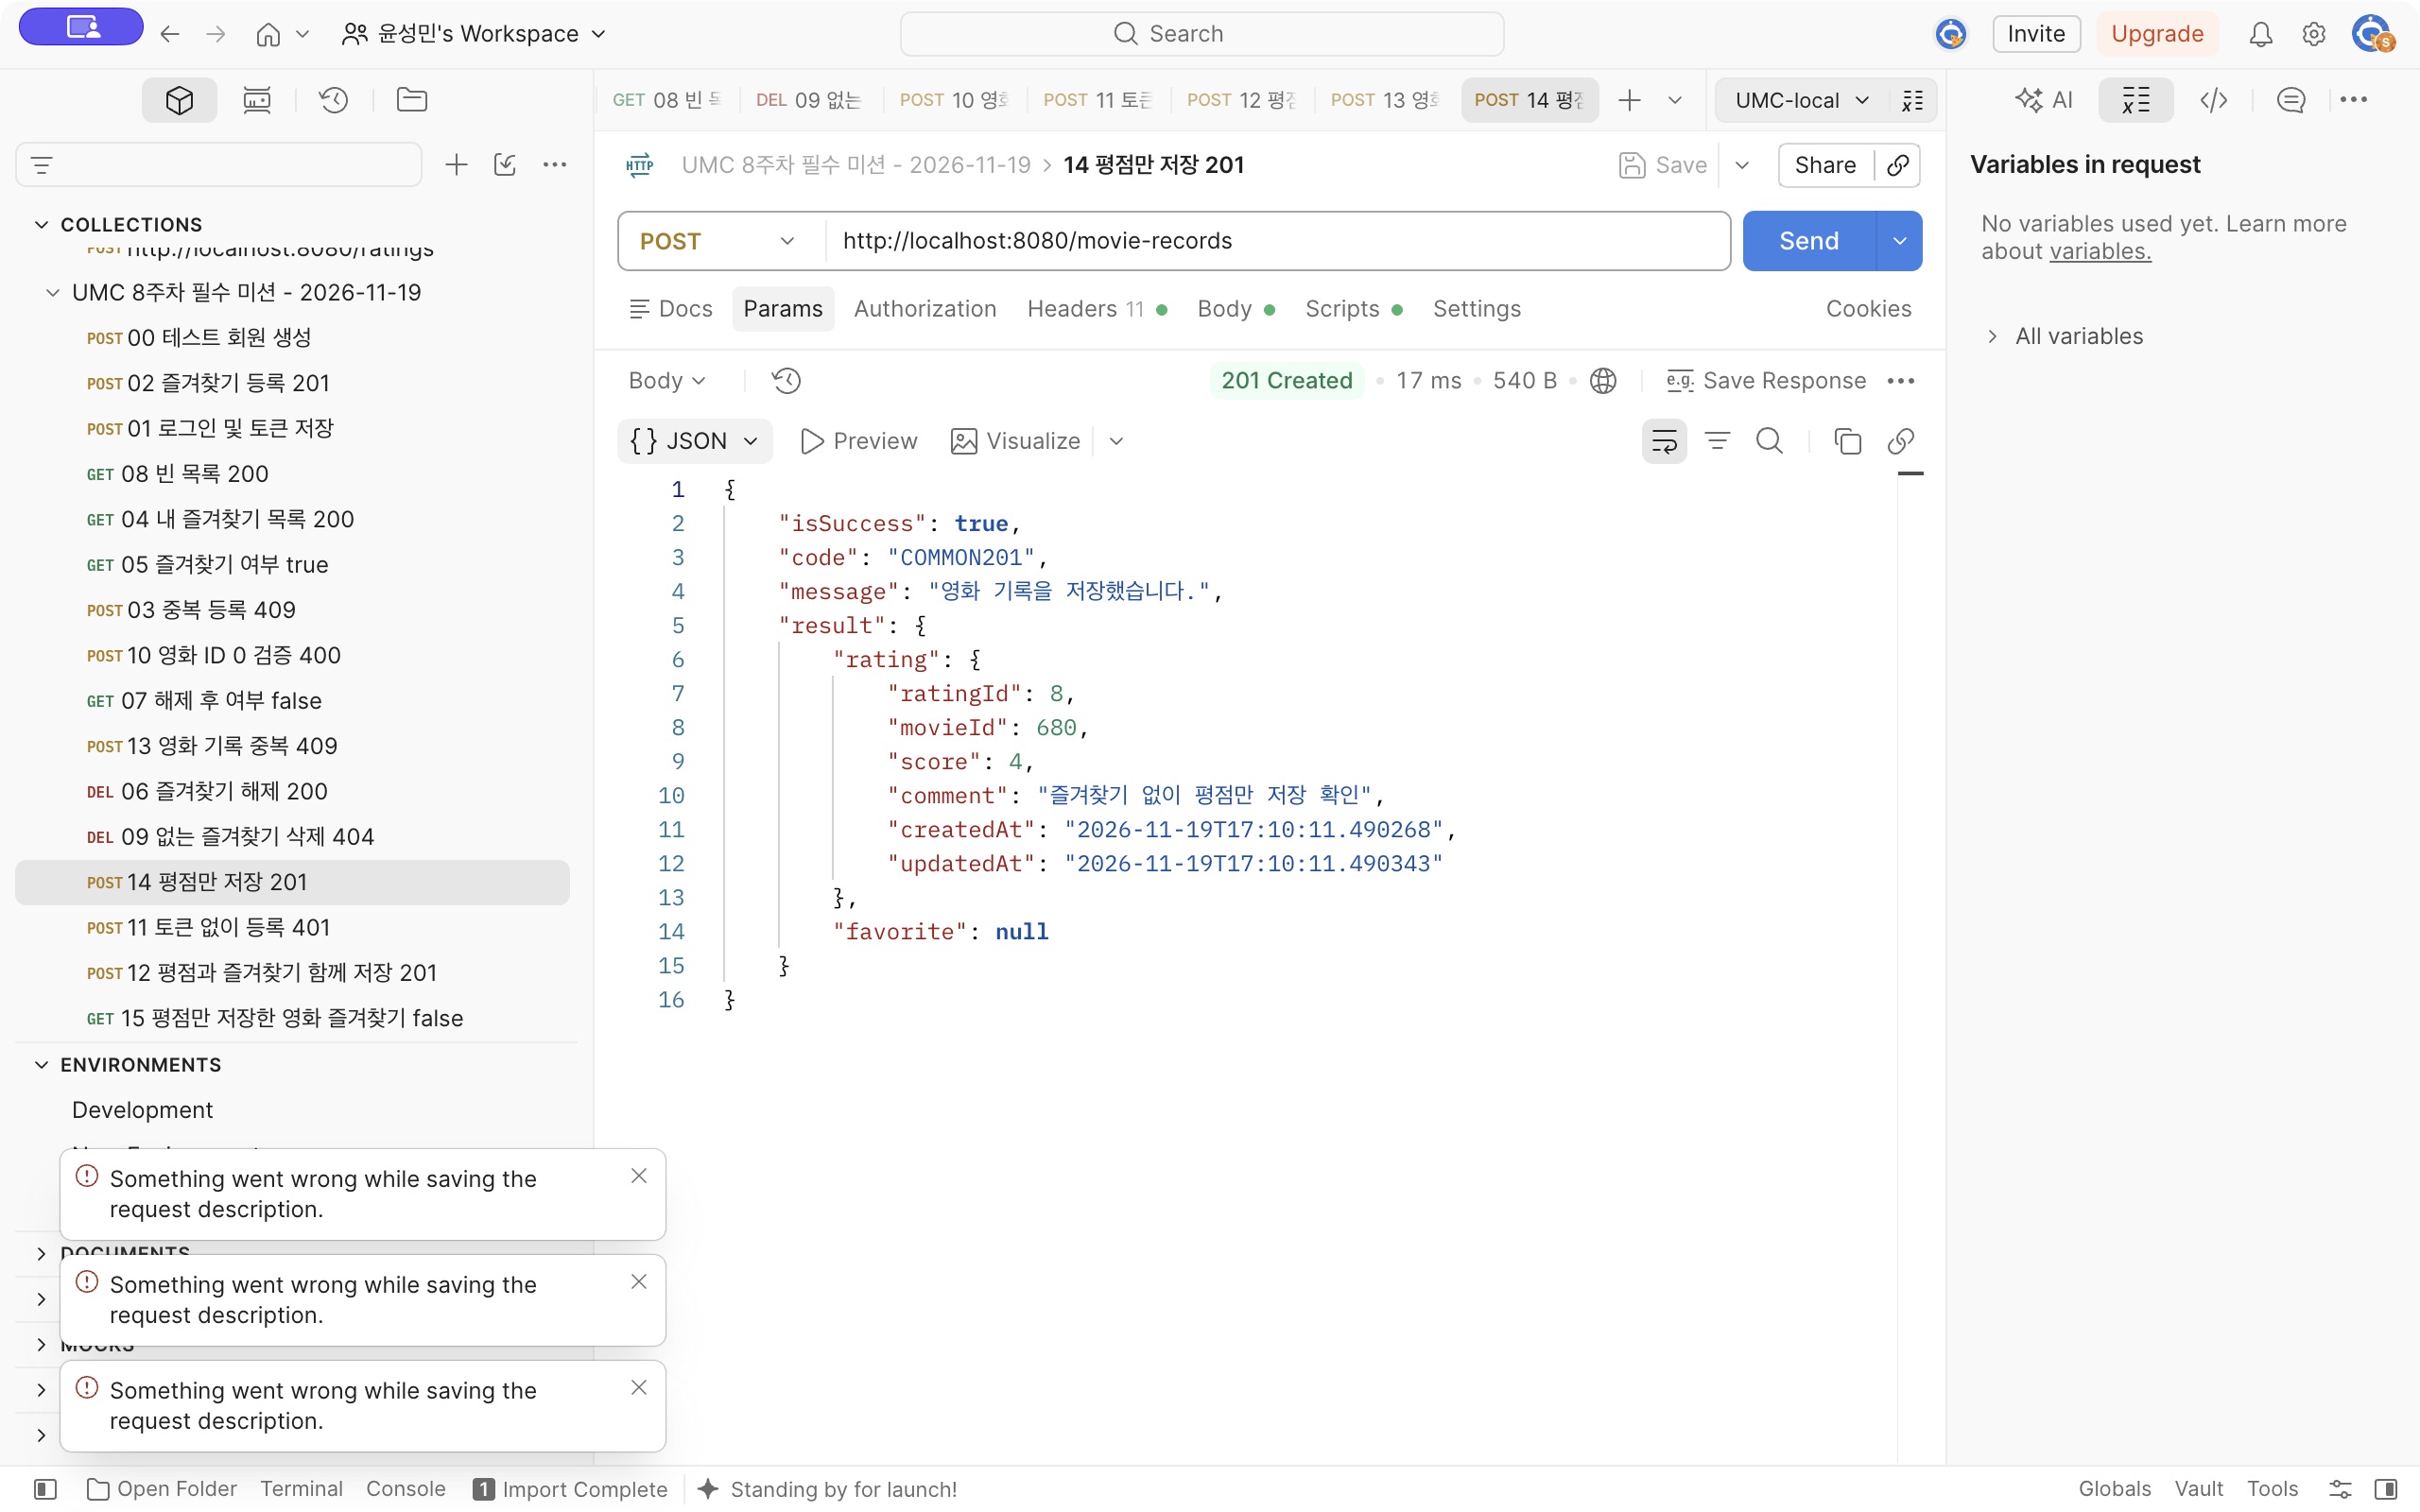 윤성민's Workspace
Search
Invite
Upgrade
GET 08 빈
DEL 09 없는
POST 10 영화
POST 11 토큰
POST 12 평점
POST 13 영화
POST 14 평점
UMC-local
AI
UMC 8주차 필수 미션 - 2026-11-19 > 14 평점만 저장 201
Save
Share
Variables in request
No variables used yet. Learn more
about variables.
All variables
COLLECTIONS
POST http://localhost:8080/ratings
UMC 8주차 필수 미션 - 2026-11-19
POST 00 테스트 회원 생성
POST 02 즐겨찾기 등록 201
POST 01 로그인 및 토큰 저장
GET 08 빈 목록 200
GET 04 내 즐겨찾기 목록 200
GET 05 즐겨찾기 여부 true
POST 03 중복 등록 409
POST 10 영화 ID 0 검증 400
GET 07 해제 후 여부 false
POST 13 영화 기록 중복 409
DEL 06 즐겨찾기 해제 200
DEL 09 없는 즐겨찾기 삭제 404
POST 14 평점만 저장 201
POST 11 토큰 없이 등록 401
POST 12 평점과 즐겨찾기 함께 저장 201
GET 15 평점만 저장한 영화 즐겨찾기 false
ENVIRONMENTS
Development
DOCUMENTS
MOCKS
Something went wrong while saving the
request description.
Something went wrong while saving the
request description.
Something went wrong while saving the
request description.
POST http://localhost:8080/movie-records
Send
Docs Params Authorization Headers 11 Body Scripts Settings Cookies
Body 201 Created 17 ms 540 B e.g. Save Response
{} JSON Preview Visualize
1 {
2 "isSuccess": true,
3 "code": "COMMON201",
4 "message": "영화 기록을 저장했습니다.",
5 "result": {
6 "rating": {
7 "ratingId": 8,
8 "movieId": 680,
9 "score": 4,
10 "comment": "즐겨찾기 없이 평점만 저장 확인",
11 "createdAt": "2026-11-19T17:10:11.490268",
12 "updatedAt": "2026-11-19T17:10:11.490343"
13 },
14 "favorite": null
15 }
16 }
Open Folder Terminal Console 1 Import Complete Standing by for launch!
Globals Vault Tools